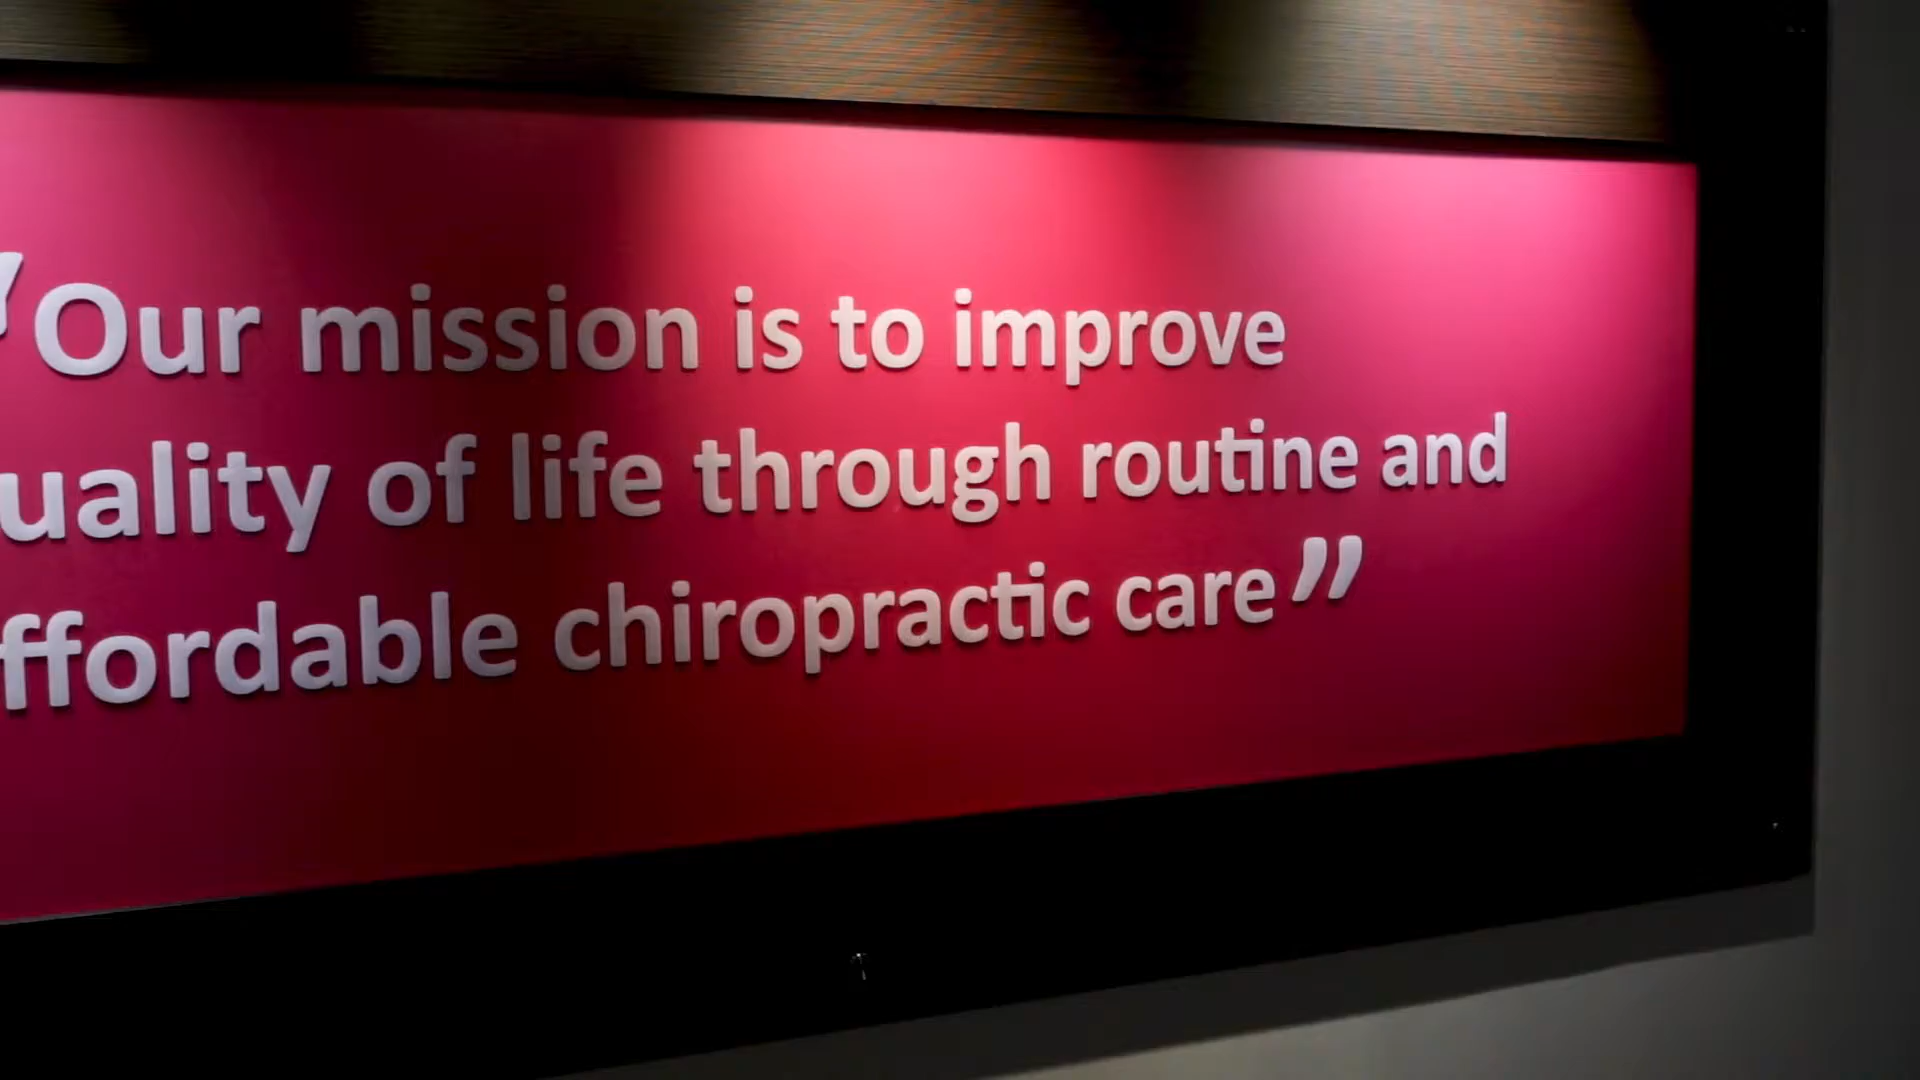 “Our mission is to improve
uality of life through routine and
ffordable chiropractic care”